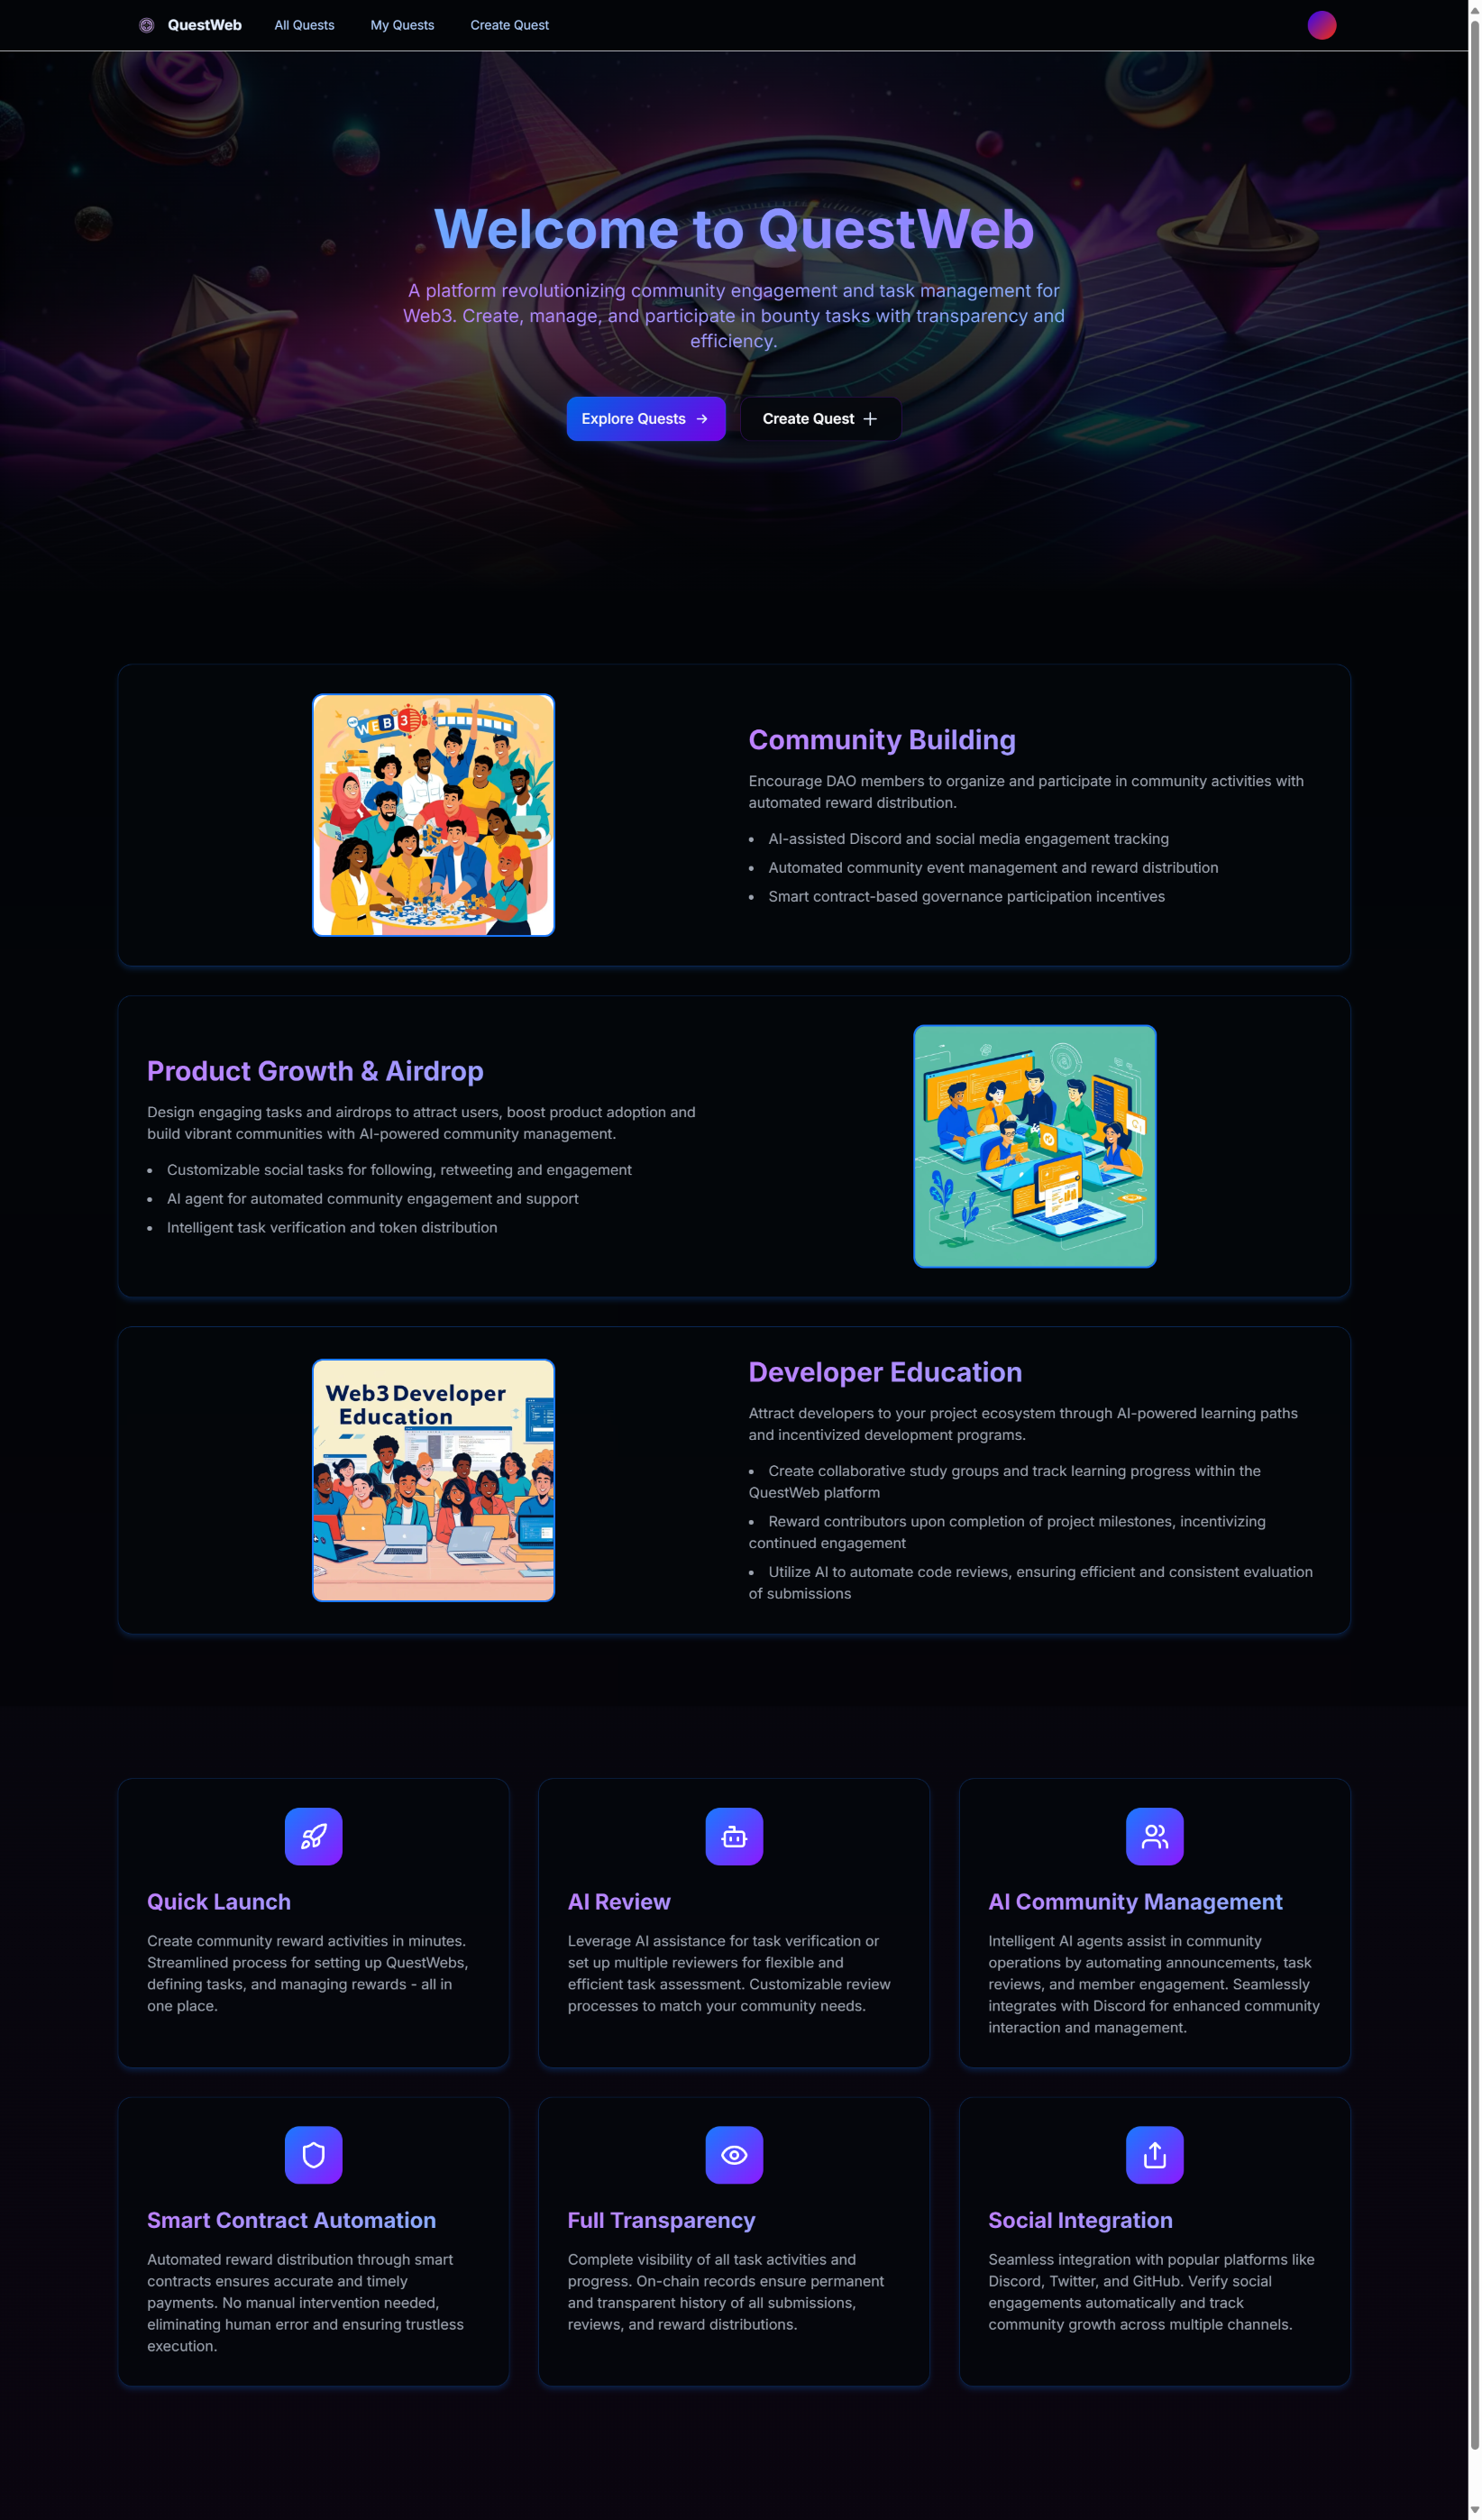 QuestWeb
All Quests
My Quests
Create Quest
Welcome to QuestWeb
A platform revolutionizing community engagement and task management for
Web3. Create, manage, and participate in bounty tasks with transparency and
efficiency.
Explore Quests
Create Quest
WEB3
Community Building
Encourage DAO members to organize and participate in community activities with
automated reward distribution.
• AI-assisted Discord and social media engagement tracking
• Automated community event management and reward distribution
• Smart contract-based governance participation incentives
Product Growth & Airdrop
Design engaging tasks and airdrops to attract users, boost product adoption and
build vibrant communities with AI-powered community management.
• Customizable social tasks for following, retweeting and engagement
• AI agent for automated community engagement and support
• Intelligent task verification and token distribution
Web3 Developer
Education
Developer Education
Attract developers to your project ecosystem through AI-powered learning paths
and incentivized development programs.
• Create collaborative study groups and track learning progress within the
QuestWeb platform
• Reward contributors upon completion of project milestones, incentivizing
continued engagement
• Utilize AI to automate code reviews, ensuring efficient and consistent evaluation
of submissions
Quick Launch
Create community reward activities in minutes.
Streamlined process for setting up QuestWebs,
defining tasks, and managing rewards - all in
one place.
AI Review
Leverage AI assistance for task verification or
set up multiple reviewers for flexible and
efficient task assessment. Customizable review
processes to match your community needs.
AI Community Management
Intelligent AI agents assist in community
operations by automating announcements, task
reviews, and member engagement. Seamlessly
integrates with Discord for enhanced community
interaction and management.
Smart Contract Automation
Automated reward distribution through smart
contracts ensures accurate and timely
payments. No manual intervention needed,
eliminating human error and ensuring trustless
execution.
Full Transparency
Complete visibility of all task activities and
progress. On-chain records ensure permanent
and transparent history of all submissions,
reviews, and reward distributions.
Social Integration
Seamless integration with popular platforms like
Discord, Twitter, and GitHub. Verify social
engagements automatically and track
community growth across multiple channels.